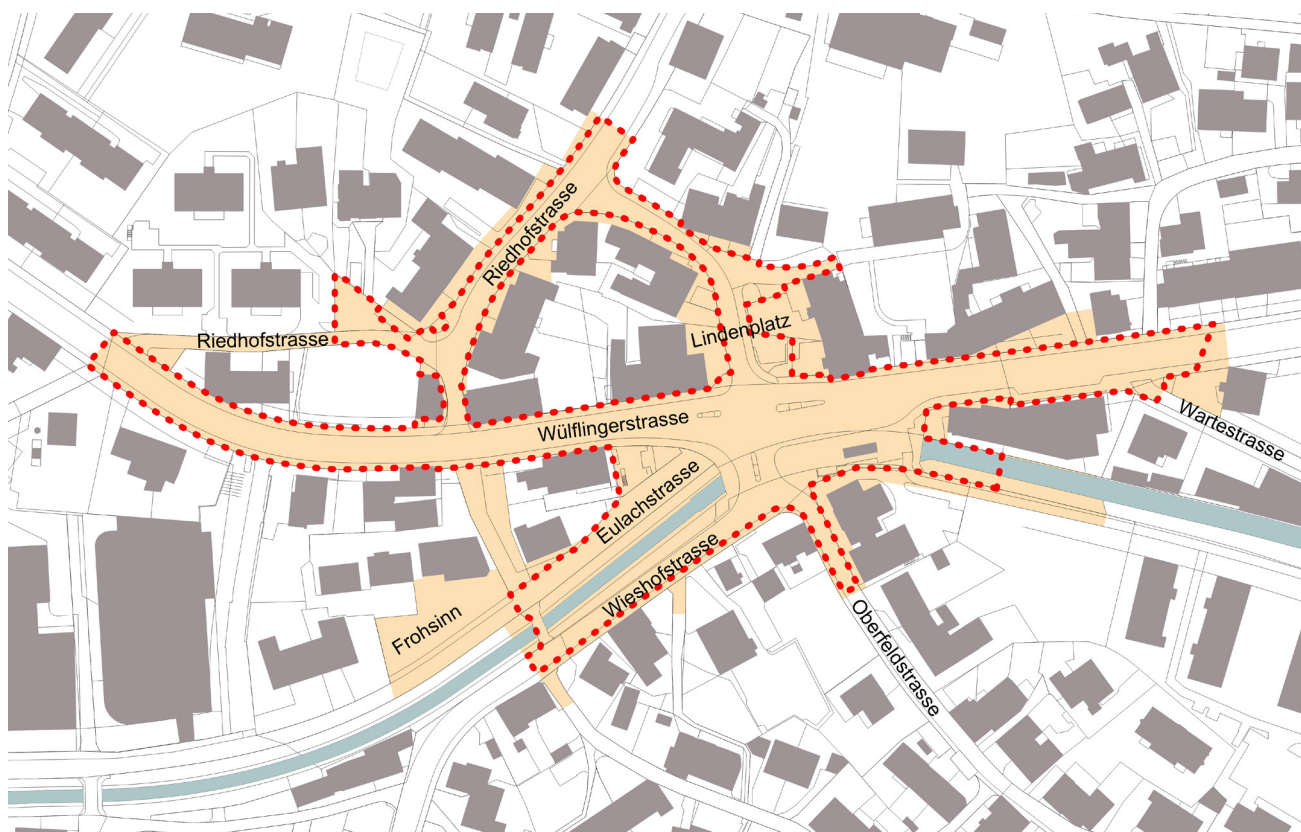 Riedhofstrasse
Riedhofstrasse
Lindenplatz
Wülflingerstrasse
Wartestrasse
Eulachstrasse
Wieshofstrasse
Frohsinn
Oberfeldstrasse